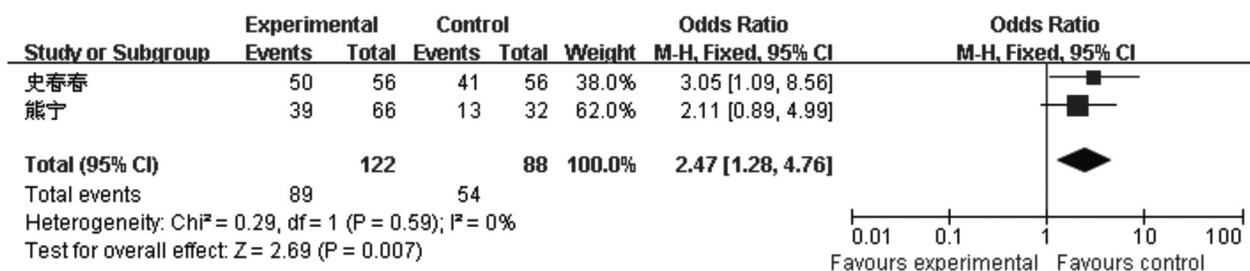 Experimental Control Odds Ratio Odds Ratio
Study or Subgroup Events Total Events Total Weight M-H, Fixed, 95% CI M-H, Fixed, 95% CI
史春春 50 56 41 56 38.0% 3.05 [1.09, 8.56]
熊宁 39 66 13 32 62.0% 2.11 [0.89, 4.99]
Total (95% CI) 122 88 100.0% 2.47 [1.28, 4.76]
Total events 89 54
Heterogeneity: Chi² = 0.29, df = 1 (P = 0.59); I² = 0%
Test for overall effect: Z = 2.69 (P = 0.007)
0.01 0.1 1 10 100
Favours experimental Favours control